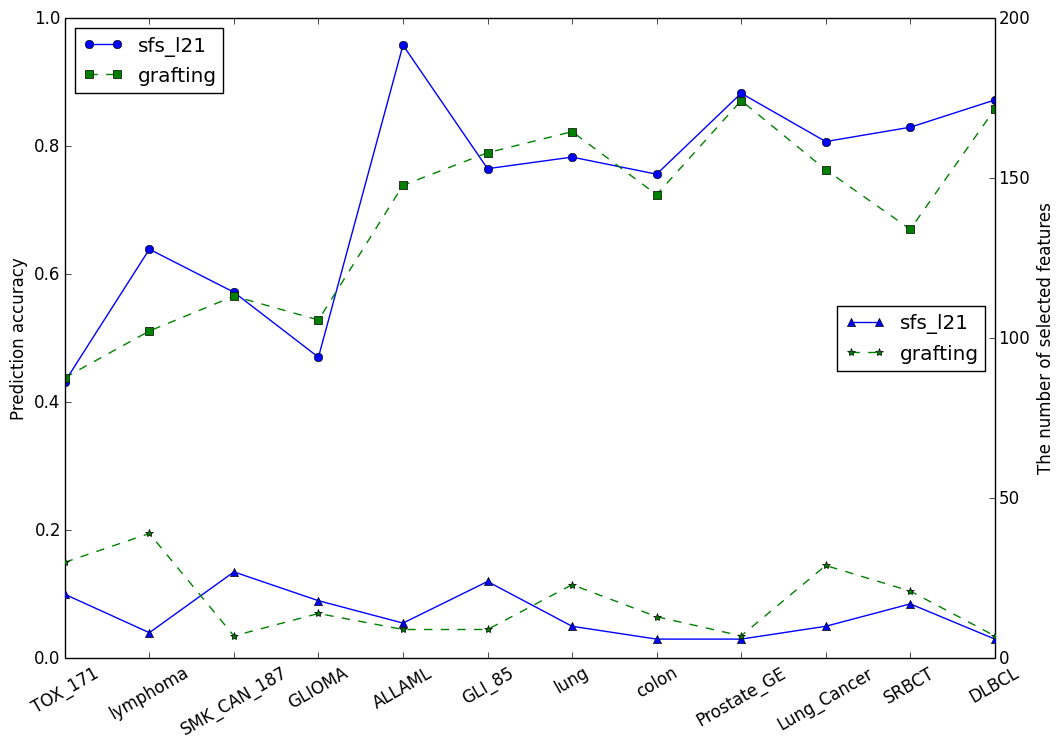 1.0
0.8
0.6
0.4
0.2
0.0
Prediction accuracy
sfs_l21
grafting
200
150
100
50
0
The number of selected features
sfs_l21
grafting
TOX_171
lymphoma
SMK_CAN_187
GLIOMA
ALLAML
GLI_85
lung
colon
Prostate_GE
Lung_Cancer
SRBCT
DLBCL